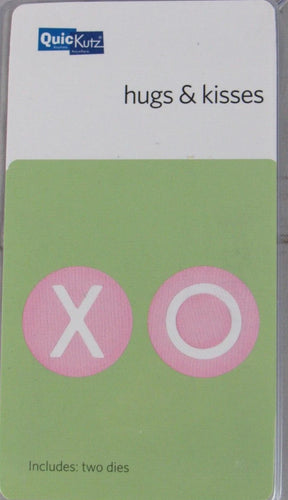 QuicKutz
hugs & kisses
X O
Includes: two dies